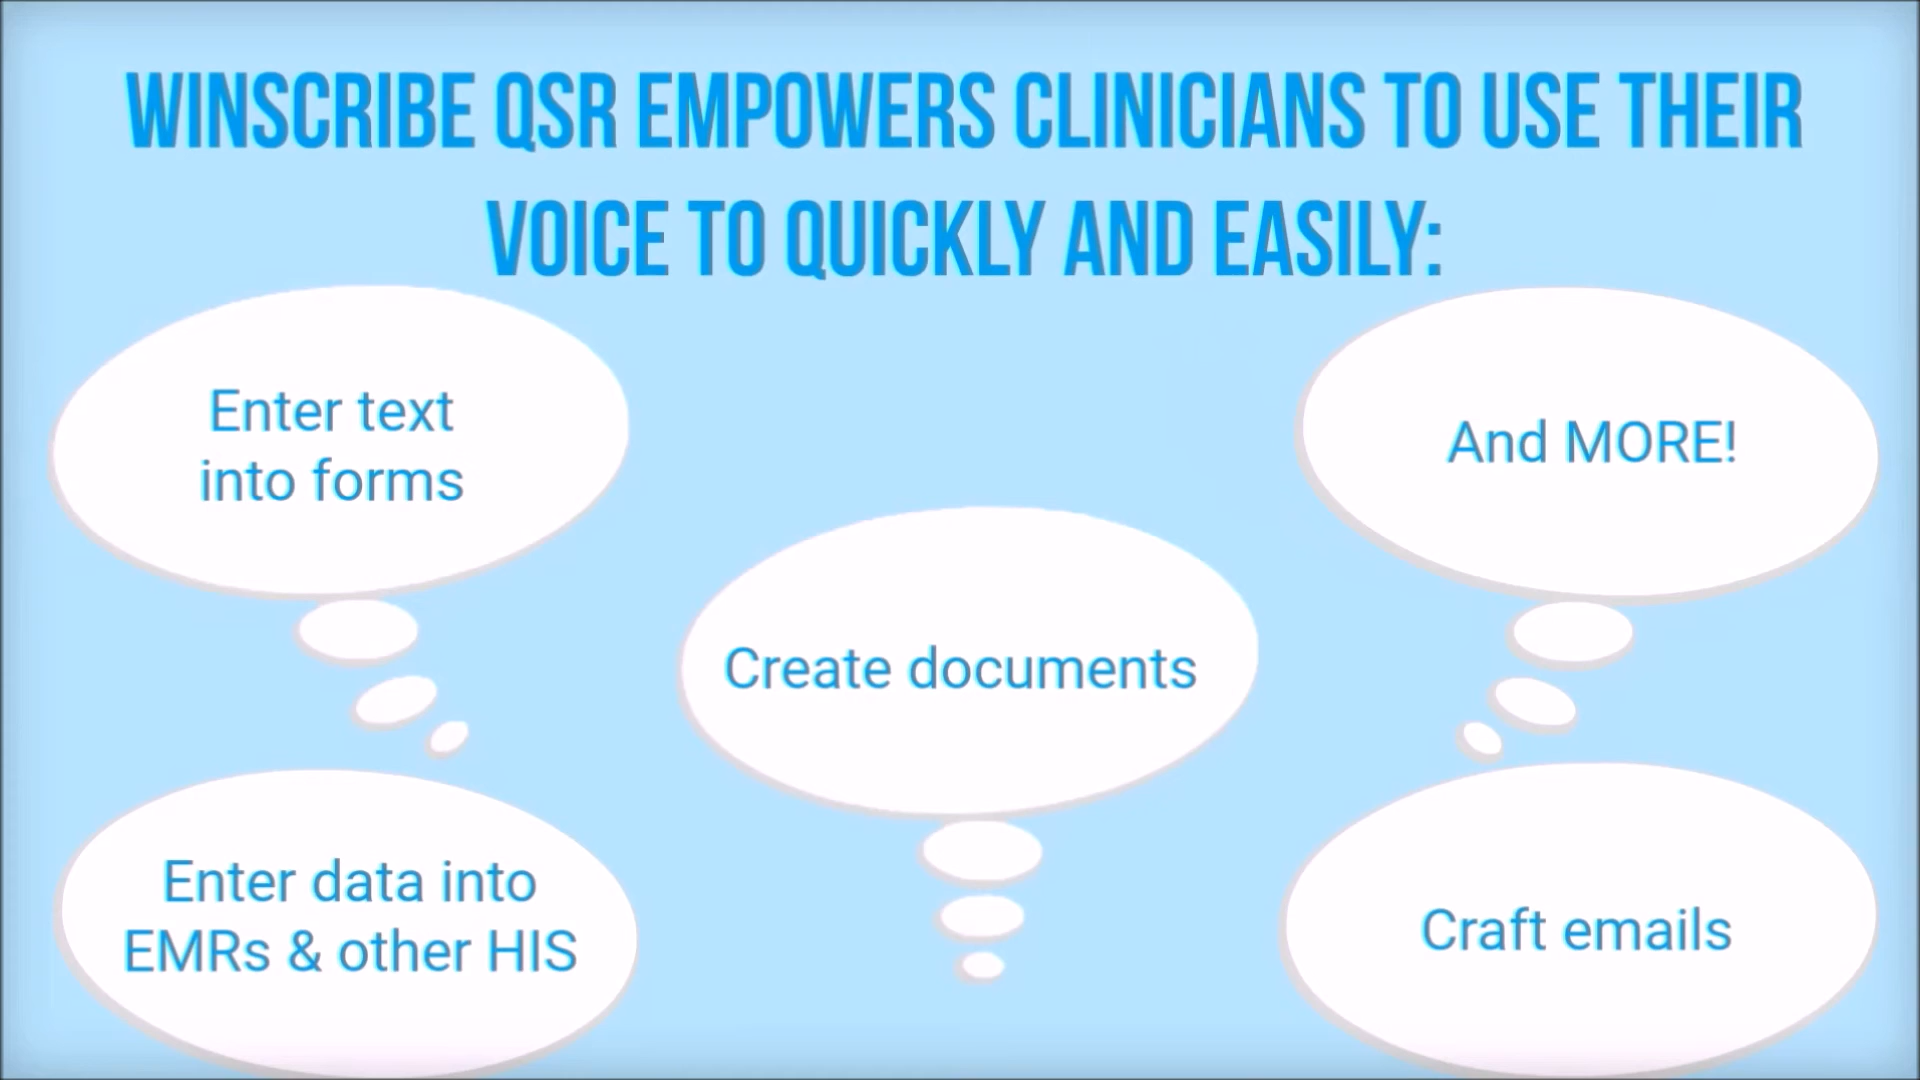 WINSCRIBE QSR EMPOWERS CLINICIANS TO USE THEIR
VOICE TO QUICKLY AND EASILY:
Enter text
into forms
And MORE!
Create documents
Enter data into
EMRs & other HIS
Craft emails